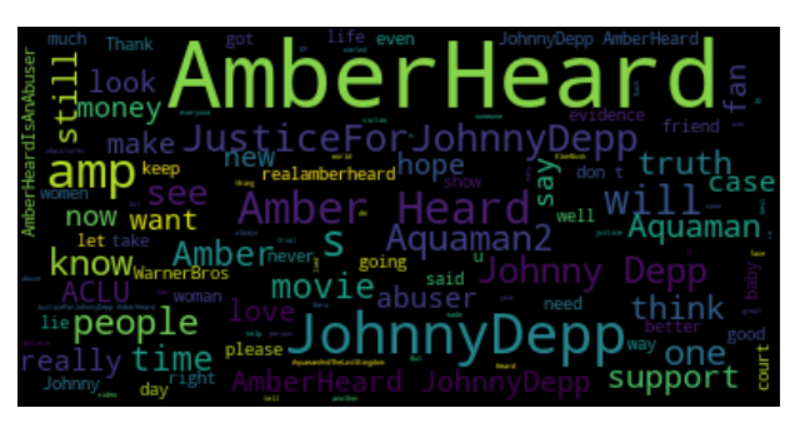 much
Thank
got
life
even
JohnnyDepp AmberHeard
AmberHeardIsAnAbuser
still
look
AmberHeard
fan
money
evidence
make
JusticeForJohnnyDepp
friend
new
hope
don t
truth
amp
keep
realamberheard
say
case
women
see
show
will
now
want
Amber Heard
well
Aquaman
let
take
Amber
never
s
Aquaman2
know
WarnerBros
going
u
Johnny Depp
baby
movie
said
ACLU
woman
abuser
need
think
love
better
lie
people
JohnnyDepp
way
good
really
time
please
one
court
Johnny
day
right
AmberHeard JohnnyDepp
support